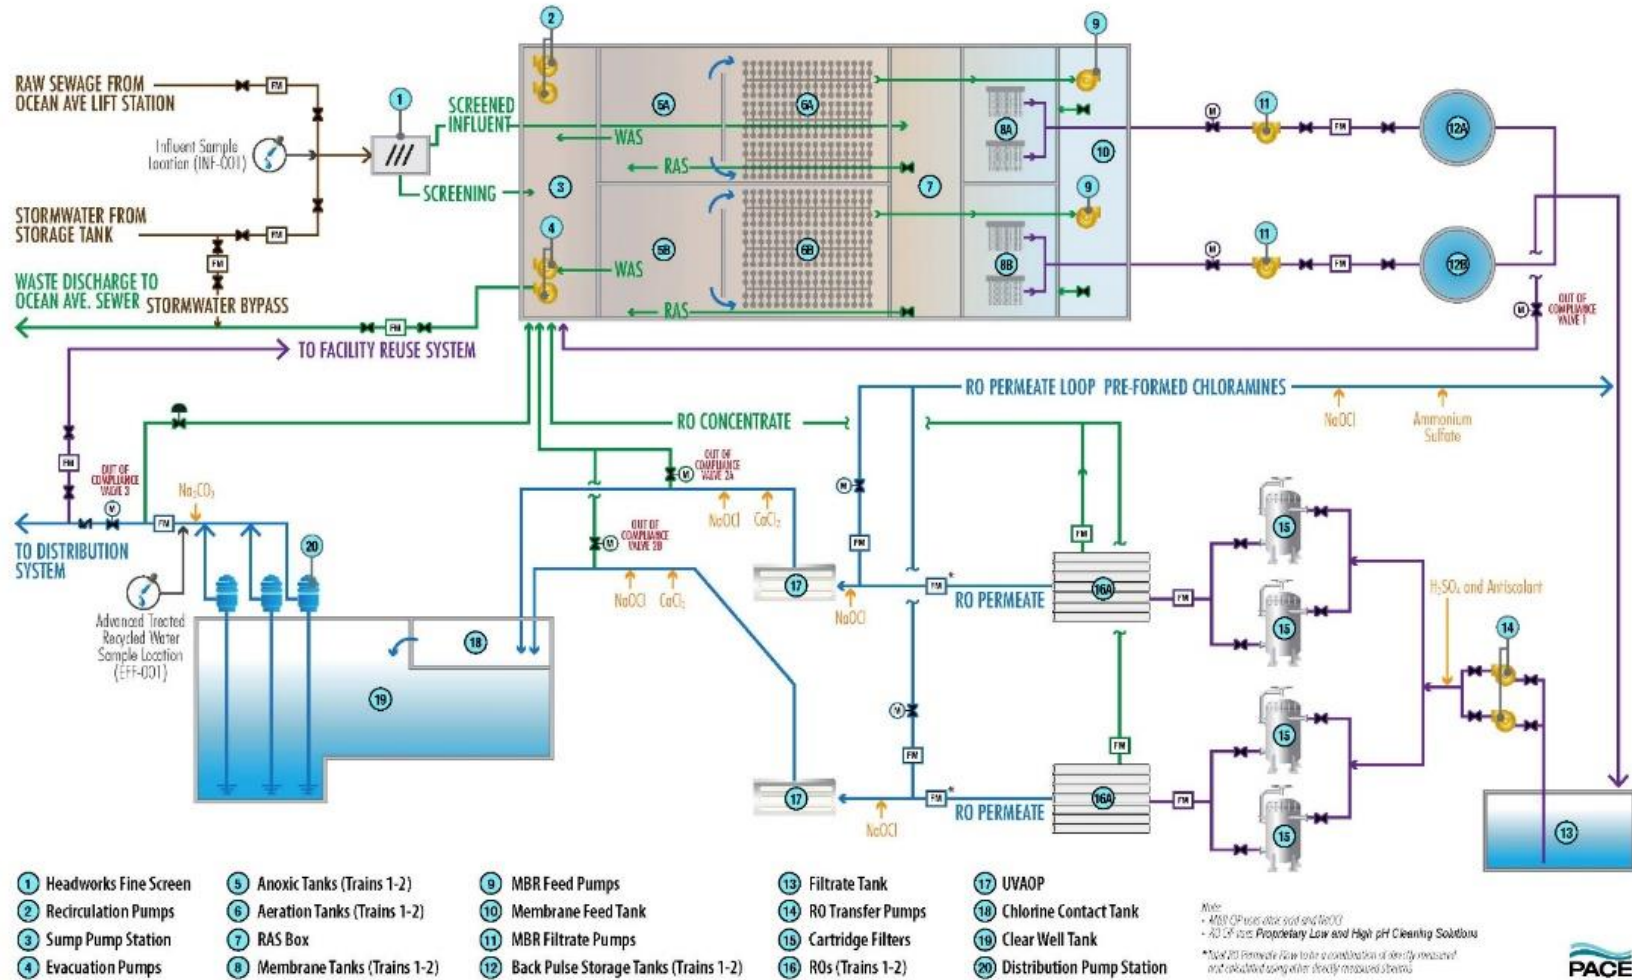 2
9
RAW SEWAGE FROM
OCEAN AVE LIFT STATION
FM
1
SCREENED
INFLUENT
5A
6A
8A
10
M
11
FM
12A
WAS
Influent Sample
Location (INF-001)
RAS
SCREENING
3
7
9
STORMWATER FROM
STORAGE TANK
FM
4
5B
6B
8B
M
11
FM
12B
FM
WAS
WASTE DISCHARGE TO
OCEAN AVE. SEWER
STORMWATER BYPASS
RAS
FM
M
OUT OF
COMPLIANCE
VALVE 1
TO FACILITY REUSE SYSTEM
RO PERMEATE LOOP PRE-FORMED CHLORAMINES
NaOCl
Ammonium
Sulfate
RO CONCENTRATE
FM
OUT OF
COMPLIANCE
VALVE 3
M
OUT OF
COMPLIANCE
VALVE 2A
M
M
NaOCl
CaCl₂
OUT OF
COMPLIANCE
VALVE 2B
M
FM
FM
FM
15
TO DISTRIBUTION
SYSTEM
20
17
NaOCl
FM*
RO PERMEATE
16A
FM
15
NaOCl
CaCl₂
H₂SO₄ and Antiscalant
14
Advanced Treated
Recycled Water
Sample Location
(EFF-001)
18
19
M
FM
FM
15
17
NaOCl
FM*
RO PERMEATE
16A
FM
15
13
1 Headworks Fine Screen
2 Recirculation Pumps
3 Sump Pump Station
4 Evacuation Pumps
5 Anoxic Tanks (Trains 1-2)
6 Aeration Tanks (Trains 1-2)
7 RAS Box
8 Membrane Tanks (Trains 1-2)
9 MBR Feed Pumps
10 Membrane Feed Tank
11 MBR Filtrate Pumps
12 Back Pulse Storage Tanks (Trains 1-2)
13 Filtrate Tank
14 RO Transfer Pumps
15 Cartridge Filters
16 ROs (Trains 1-2)
17 UVAOP
18 Chlorine Contact Tank
19 Clear Well Tank
20 Distribution Pump Station
Note:
Proprietary Low and High pH Cleaning Solutions
PACE